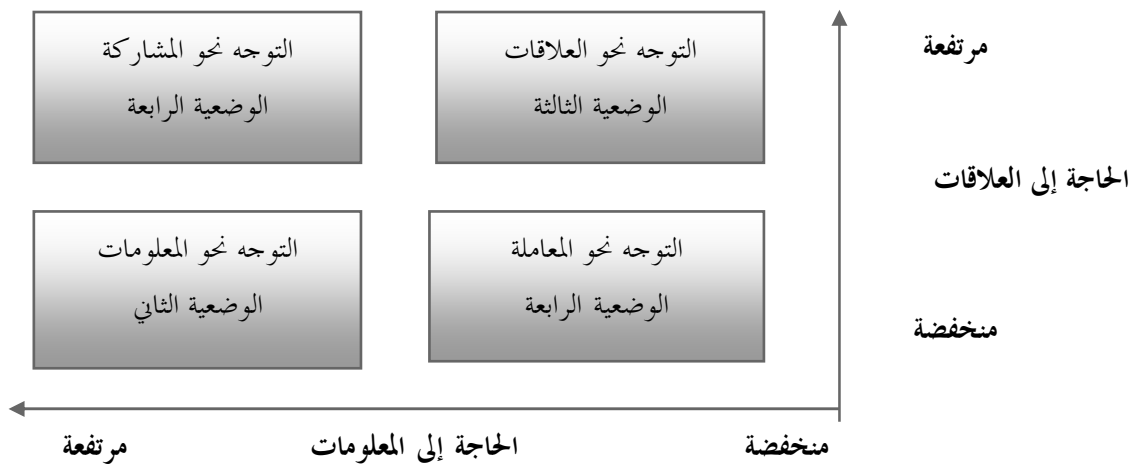 مرتفعة
التوجه نحو العلاقات
الوضعية الثالثة
التوجه نحو المشاركة
الوضعية الرابعة
الحاجة إلى العلاقات
التوجه نحو المعاملة
الوضعية الرابعة
التوجه نحو المعلومات
الوضعية الثاني
منخفضة
منخفضة
الحاجة إلى المعلومات
مرتفعة